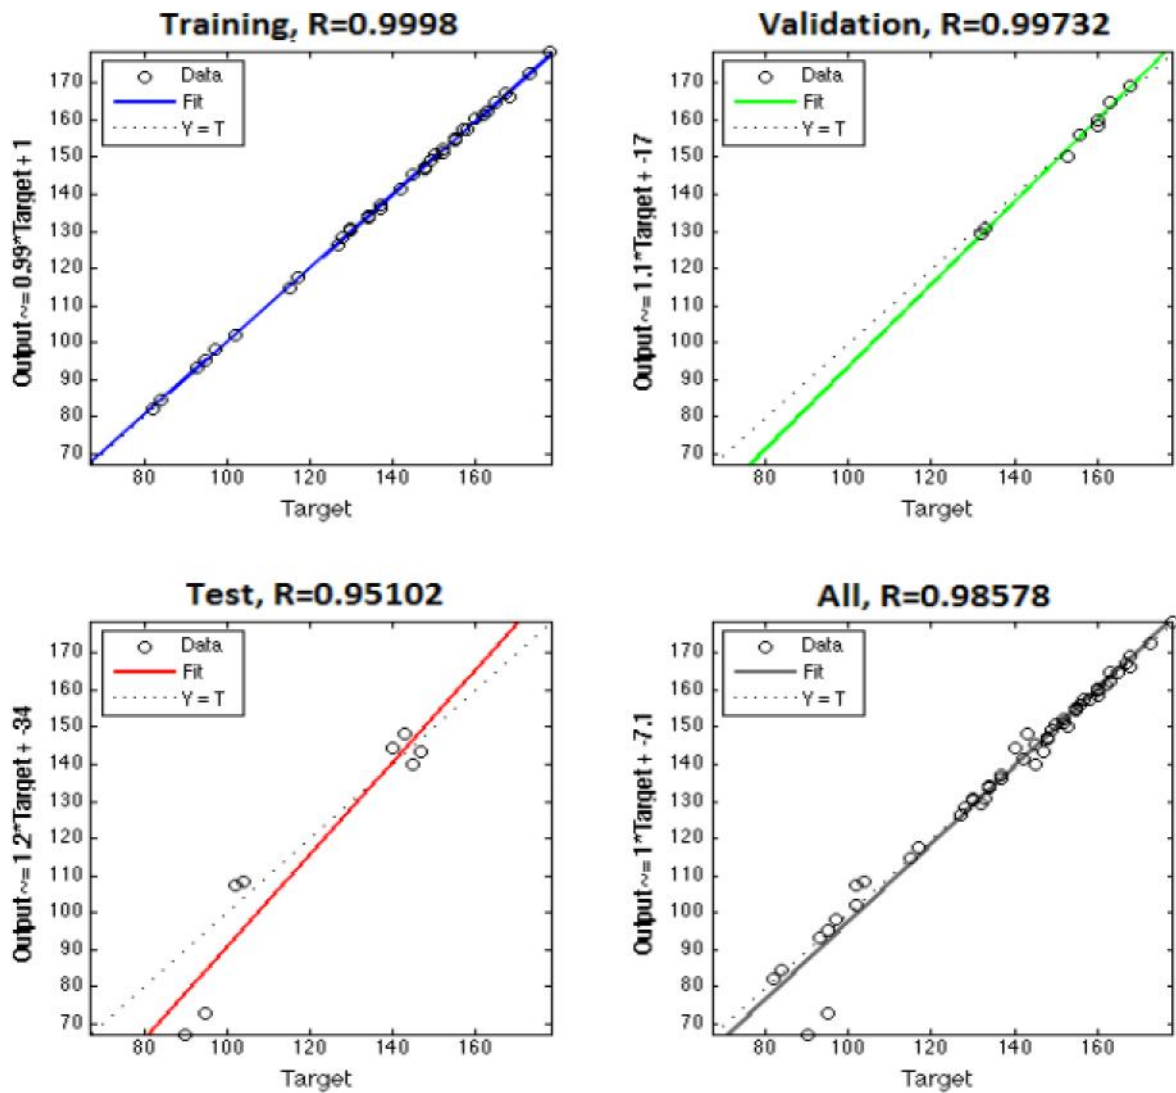 Training, R=0.9998
Data
Fit
Y = T
Output ~= 0.99*Target + 1
170
160
150
140
130
120
110
100
90
80
70
80 100 120 140 160
Target
Validation, R=0.99732
Data
Fit
Y = T
Output ~= 1.1*Target + -17
170
160
150
140
130
120
110
100
90
80
70
80 100 120 140 160
Target
Test, R=0.95102
Data
Fit
Y = T
Output ~= 1.2*Target + -34
170
160
150
140
130
120
110
100
90
80
70
80 100 120 140 160
Target
All, R=0.98578
Data
Fit
Y = T
Output ~= 1*Target + -7.1
170
160
150
140
130
120
110
100
90
80
70
80 100 120 140 160
Target